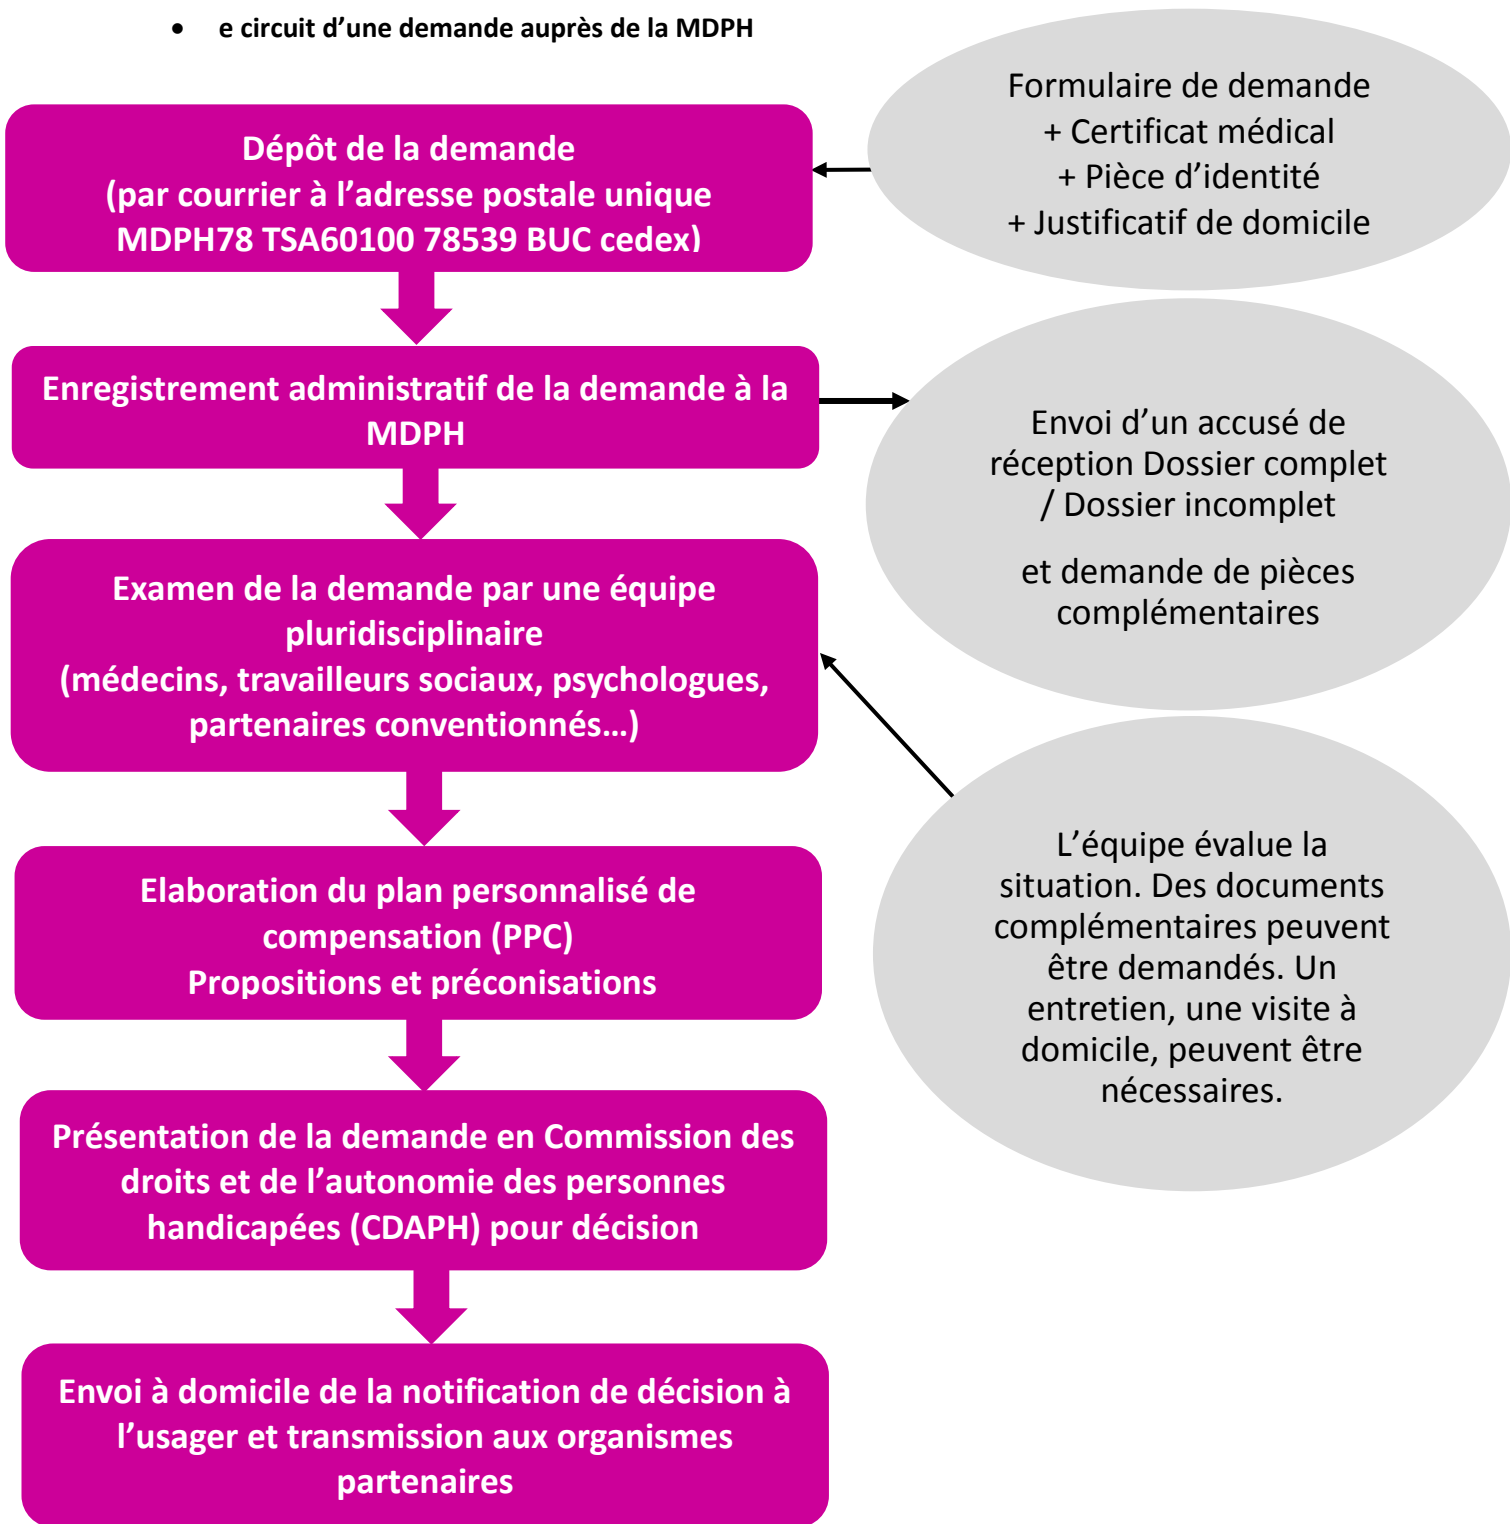 • e circuit d’une demande auprès de la MDPH
Formulaire de demande
+ Certificat médical
+ Pièce d’identité
+ Justificatif de domicile
Dépôt de la demande
(par courrier à l’adresse postale unique
MDPH78 TSA60100 78539 BUC cedex)
Enregistrement administratif de la demande à la
MDPH
Envoi d’un accusé de
réception Dossier complet
/ Dossier incomplet
et demande de pièces
complémentaires
Examen de la demande par une équipe
pluridisciplinaire
(médecins, travailleurs sociaux, psychologues,
partenaires conventionnés…)
L’équipe évalue la
situation. Des documents
complémentaires peuvent
être demandés. Un
entretien, une visite à
domicile, peuvent être
nécessaires.
Elaboration du plan personnalisé de
compensation (PPC)
Propositions et préconisations
Présentation de la demande en Commission des
droits et de l’autonomie des personnes
handicapées (CDAPH) pour décision
Envoi à domicile de la notification de décision à
l’usager et transmission aux organismes
partenaires